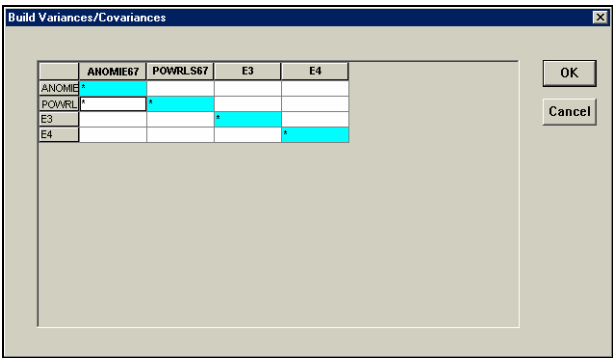 Build Variances/Covariances
ANOMIE67 POWRLS67 E3 E4
ANOMIE *
POWRL * *
E3 *
E4 *
OK
Cancel